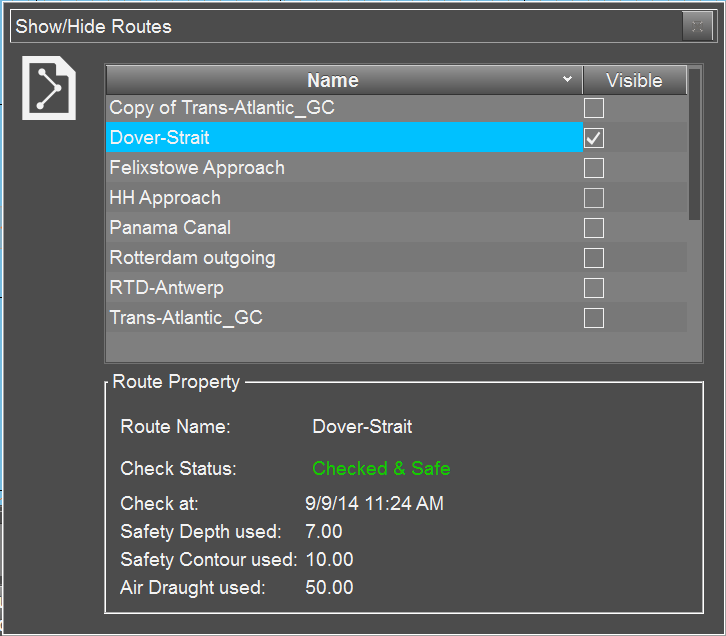 Show/Hide Routes
Name Visible
Copy of Trans-Atlantic_GC
Dover-Strait
Felixstowe Approach
HH Approach
Panama Canal
Rotterdam outgoing
RTD-Antwerp
Trans-Atlantic_GC
Route Property
Route Name: Dover-Strait
Check Status: Checked & Safe
Check at: 9/9/14 11:24 AM
Safety Depth used: 7.00
Safety Contour used: 10.00
Air Draught used: 50.00